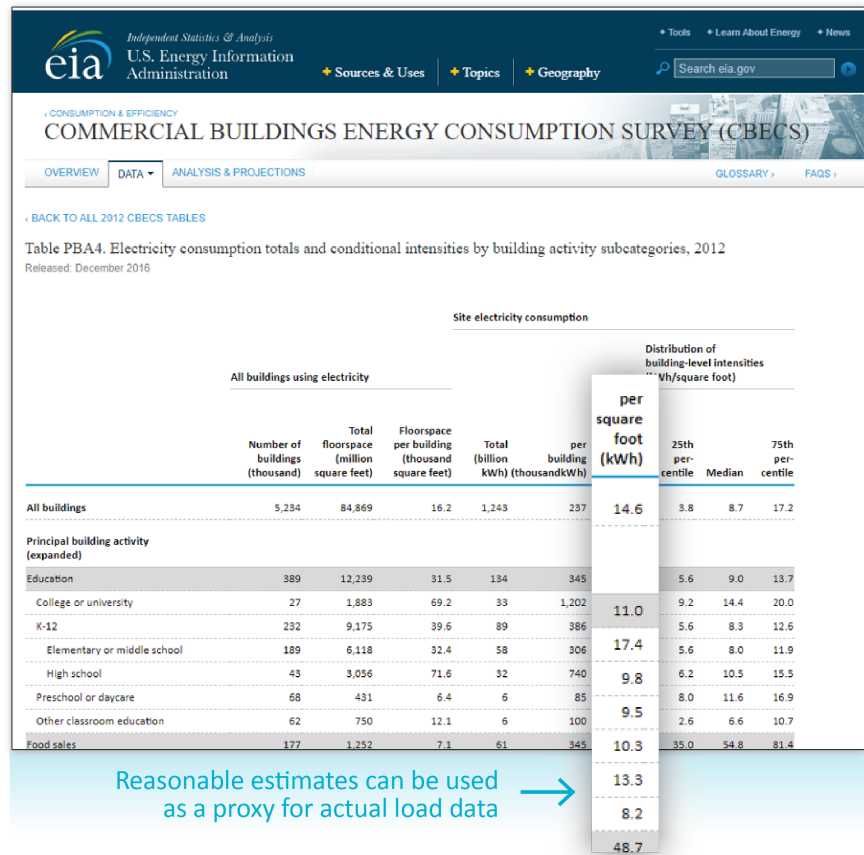 Independent Statistics & Analysis
U.S. Energy Information
Administration
eia
+ Sources & Uses + Topics + Geography
+ Tools + Learn About Energy + News
Search eia.gov
‹ CONSUMPTION & EFFICIENCY
COMMERCIAL BUILDINGS ENERGY CONSUMPTION SURVEY (CBECS)
OVERVIEW DATA ANALYSIS & PROJECTIONS GLOSSARY › FAQS ›
‹ BACK TO ALL 2012 CBECS TABLES
Table PBA4. Electricity consumption totals and conditional intensities by building activity subcategories, 2012
Released: December 2016
Site electricity consumption
All buildings using electricity
Distribution of
building-level intensities
(kWh/square foot)
Number of
buildings
(thousand)
Total
floorspace
(million
square feet)
Floorspace
per building
(thousand
square feet)
Total
(billion
kWh)
per
building
(thousandkWh)
per
square
foot
(kWh)
25th
per-
centile
Median
75th
per-
centile
All buildings 5,234 84,869 16.2 1,243 237 14.6 3.8 8.7 17.2
Principal building activity
(expanded)
Education 389 12,239 31.5 134 345 11.0 5.6 9.0 13.7
College or university 27 1,883 69.2 33 1,202 17.4 9.2 14.4 20.0
K-12 232 9,175 39.6 89 386 9.8 5.6 8.3 12.6
Elementary or middle school 189 6,118 32.4 58 306 9.5 5.6 8.0 11.9
High school 43 3,056 71.6 32 740 10.3 6.2 10.5 15.5
Preschool or daycare 68 431 6.4 6 85 13.3 8.0 11.6 16.9
Other classroom education 62 750 12.1 6 100 8.2 2.6 6.6 10.7
Food sales 177 1,252 7.1 61 345 48.7 35.0 54.8 81.4
Reasonable estimates can be used
as a proxy for actual load data